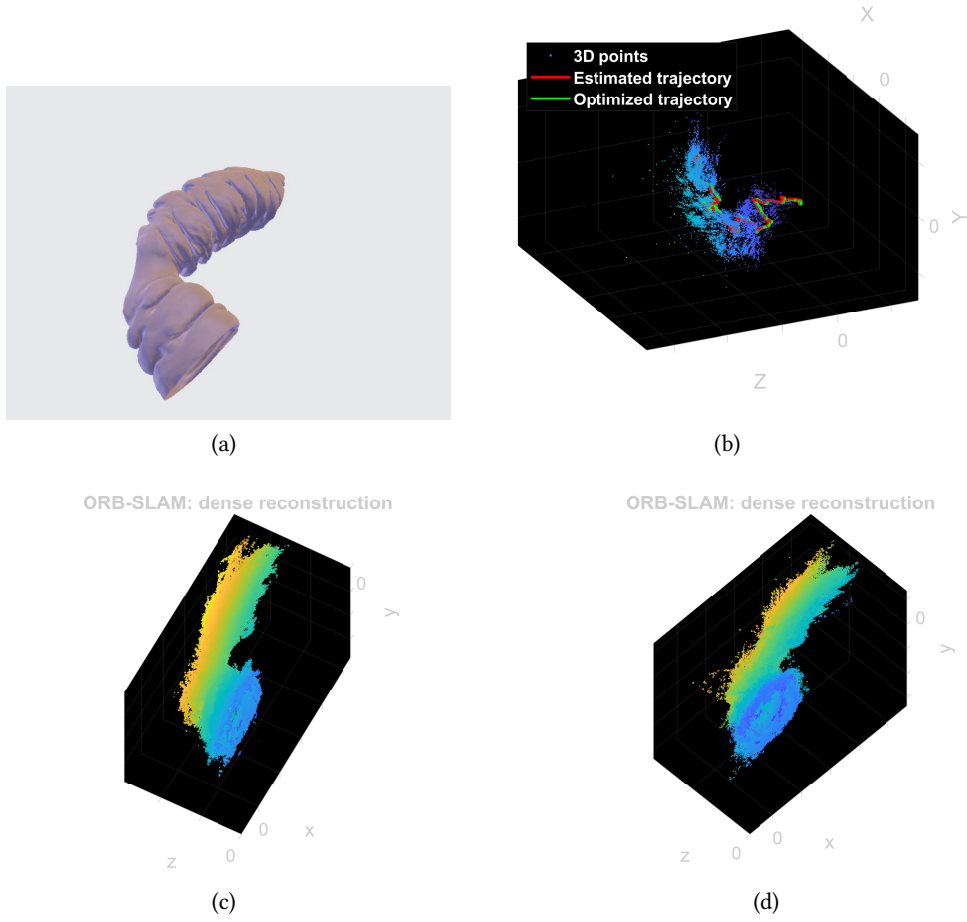 X
3D points
Estimated trajectory
Optimized trajectory
0
Y
0
0
Z
(a)
(b)
ORB-SLAM: dense reconstruction
ORB-SLAM: dense reconstruction
0
y
0
x
z
0
0
y
0
x
z
0
(c)
(d)